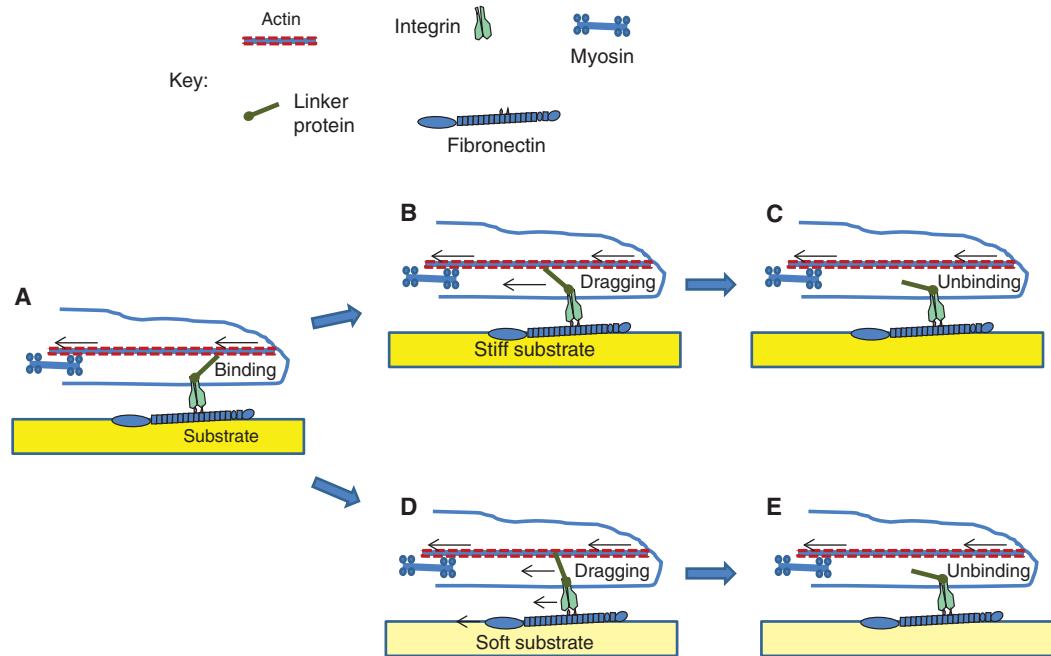 Actin
Integrin
Myosin
Key:
Linker
protein
Fibronectin
A
Binding
Substrate
B
Dragging
Stiff substrate
C
Unbinding
D
Dragging
Soft substrate
E
Unbinding